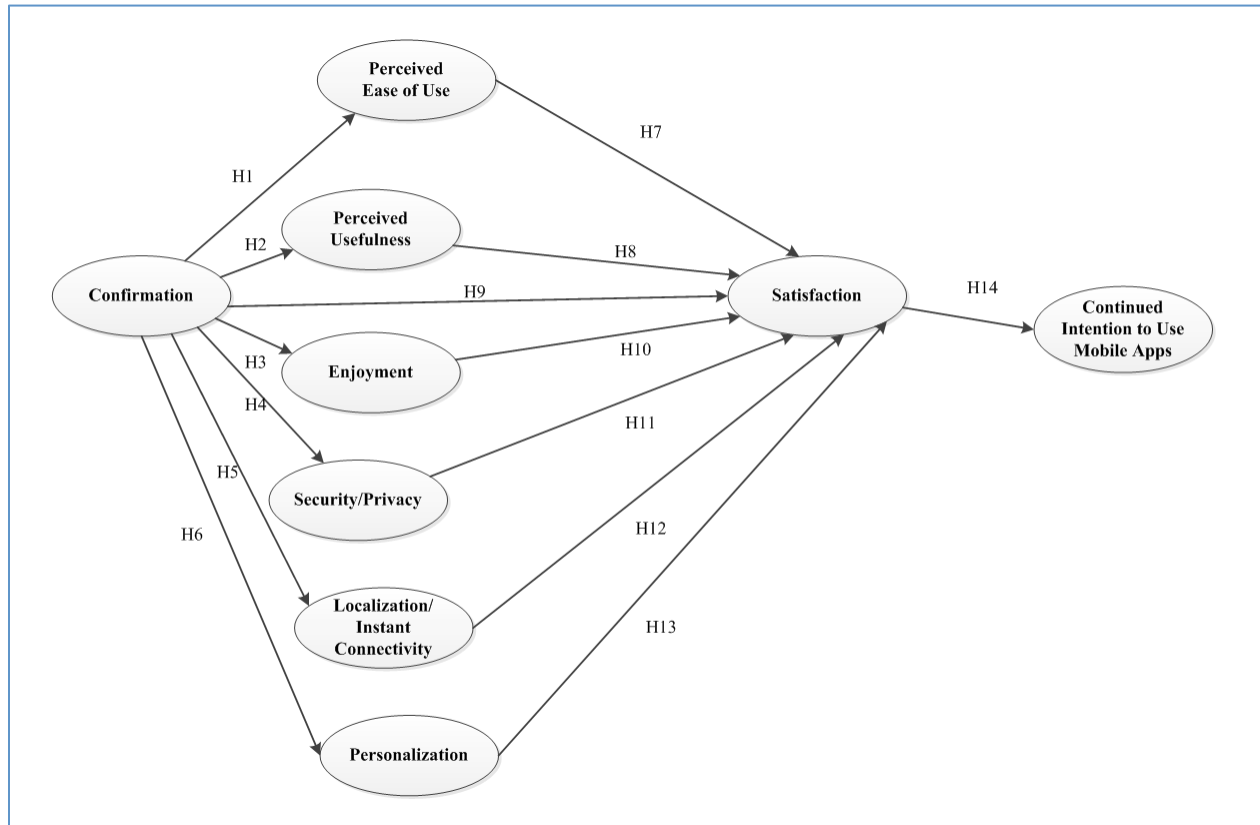 Perceived
Ease of Use
H7
H1
Perceived
Usefulness
H2
H8
Confirmation
H9
Satisfaction
H14
Continued
Intention to Use
Mobile Apps
H3
Enjoyment
H10
H4
H11
H5
Security/Privacy
H6
H12
Localization/
Instant
Connectivity
H13
Personalization